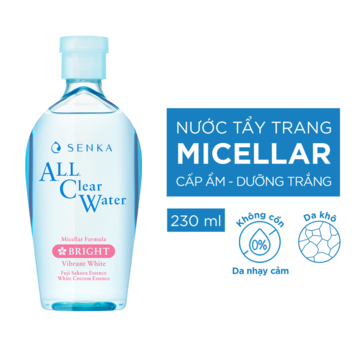 SENKA
ALL
Clear
Water
Micellar Formula
BRIGHT
Vibrant White
Fuji Sakura Essence
White Cocoon Essence
NƯỚC TẨY TRANG
MICELLAR
CẤP ẨM - DƯỠNG TRẮNG
230 ml
Không cồn
0%
Da nhạy cảm
Da khô